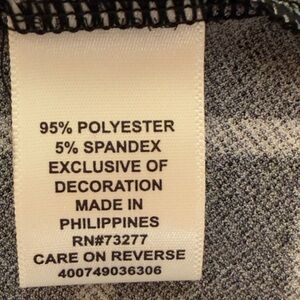 95% POLYESTER
5% SPANDEX
EXCLUSIVE OF
DECORATION
MADE IN
PHILIPPINES
RN#73277
CARE ON REVERSE
400749036306